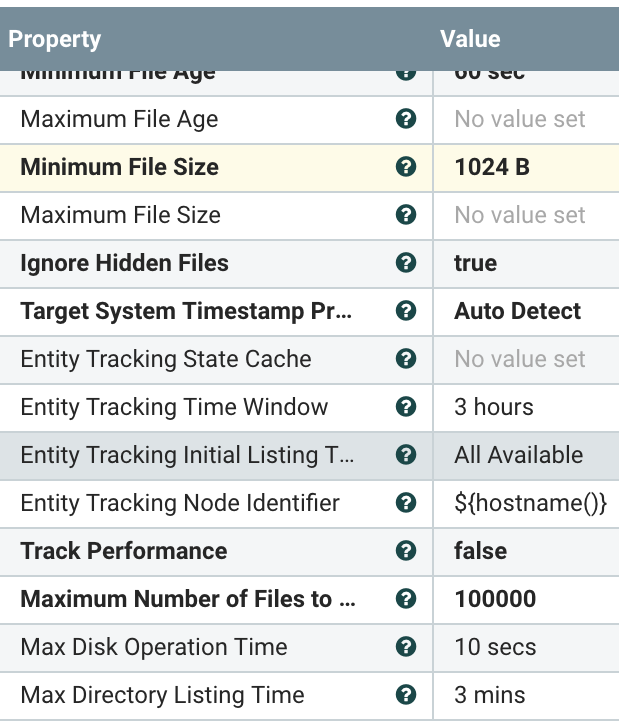 Property Value
Minimum File Age 60 sec
Maximum File Age No value set
Minimum File Size 1024 B
Maximum File Size No value set
Ignore Hidden Files true
Target System Timestamp Pr... Auto Detect
Entity Tracking State Cache No value set
Entity Tracking Time Window 3 hours
Entity Tracking Initial Listing T... All Available
Entity Tracking Node Identifier ${hostname()}
Track Performance false
Maximum Number of Files to ... 100000
Max Disk Operation Time 10 secs
Max Directory Listing Time 3 mins